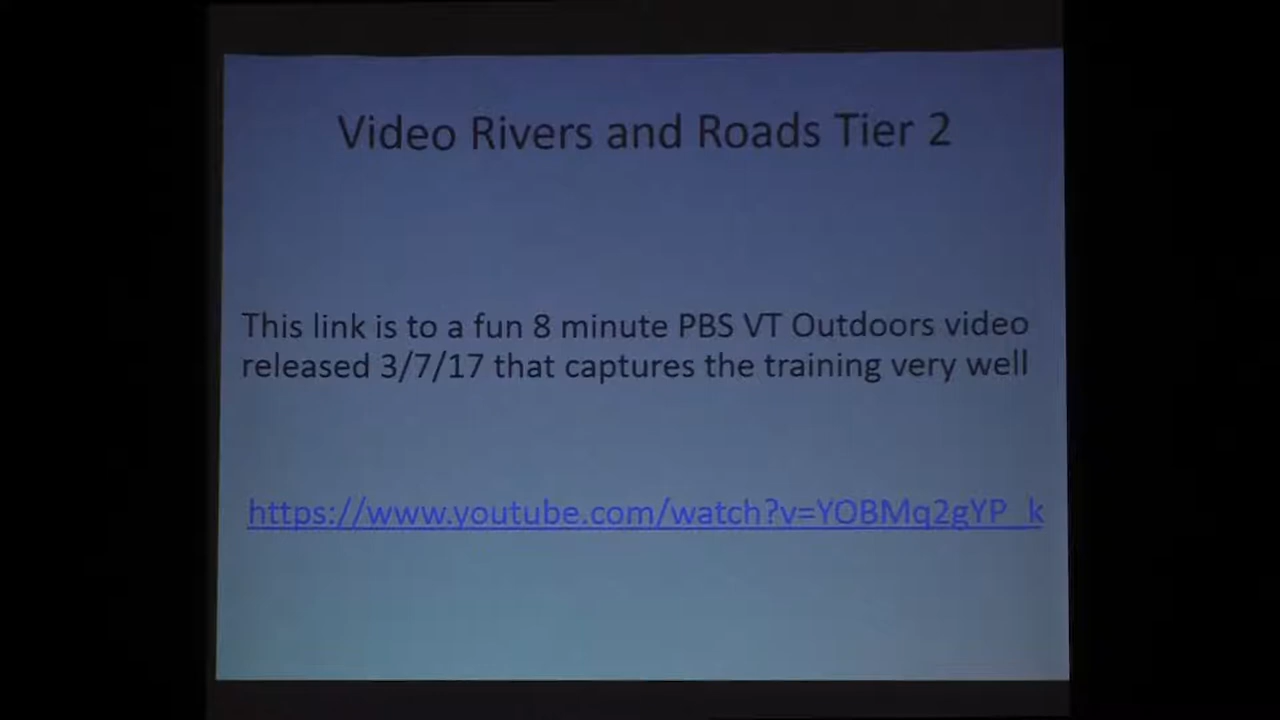 Video Rivers and Roads Tier 2
This link is to a fun 8 minute PBS VT Outdoors video
released 3/7/17 that captures the training very well
https://www.youtube.com/watch?v=YOBMq2gYP_k